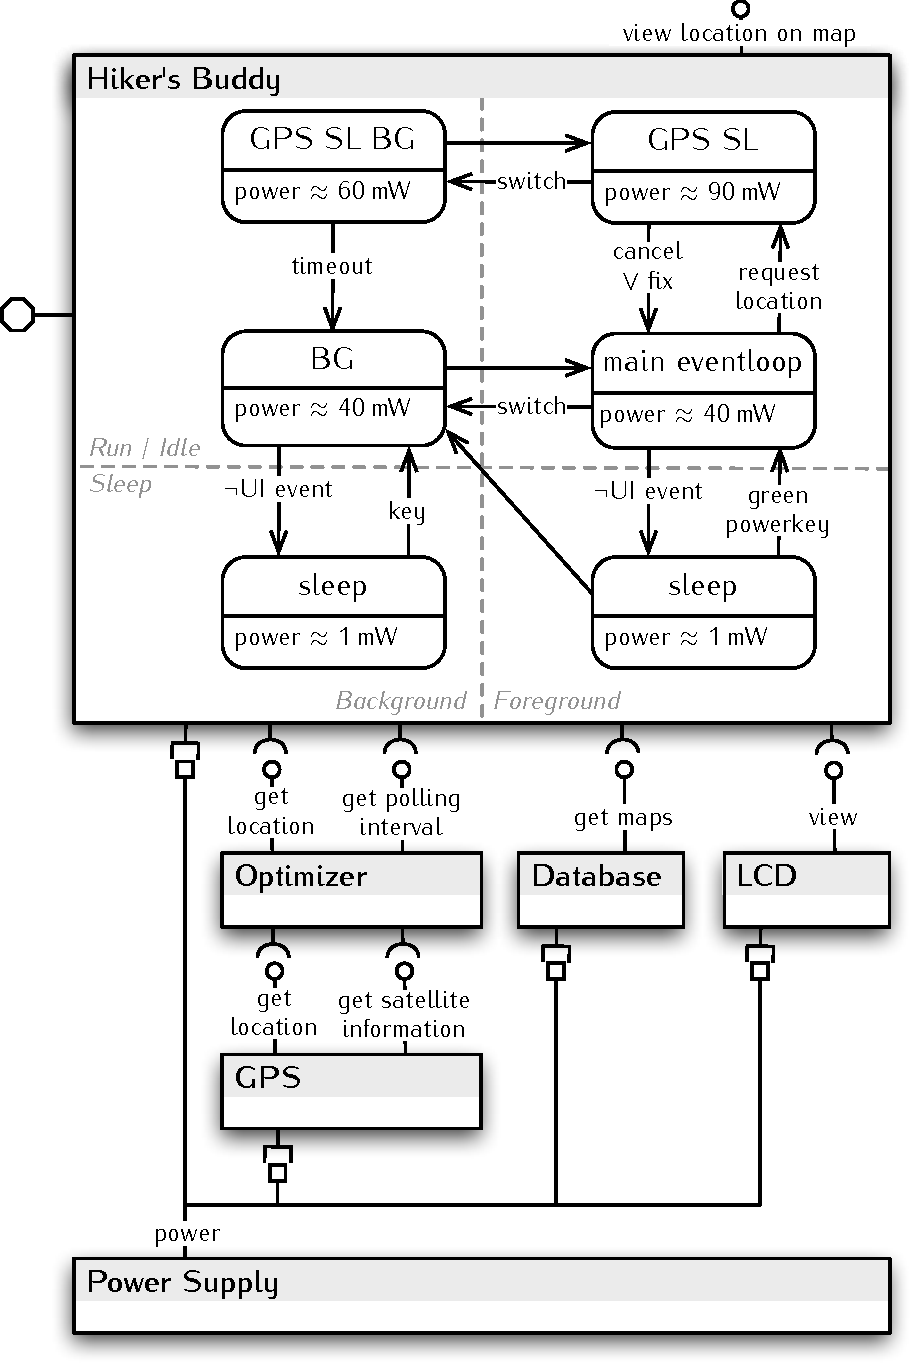 view location on map
Hiker's Buddy
GPS SL BG
power ≈ 60 mW
GPS SL
power ≈ 90 mW
switch
timeout
cancel
∨ fix
request
location
BG
power ≈ 40 mW
main eventloop
power ≈ 40 mW
switch
Run / Idle
Sleep
¬UI event
key
¬UI event
green
powerkey
sleep
power ≈ 1 mW
sleep
power ≈ 1 mW
Background
Foreground
get
location
get polling
interval
get maps
view
Optimizer
Database
LCD
get
location
get satellite
information
GPS
power
Power Supply